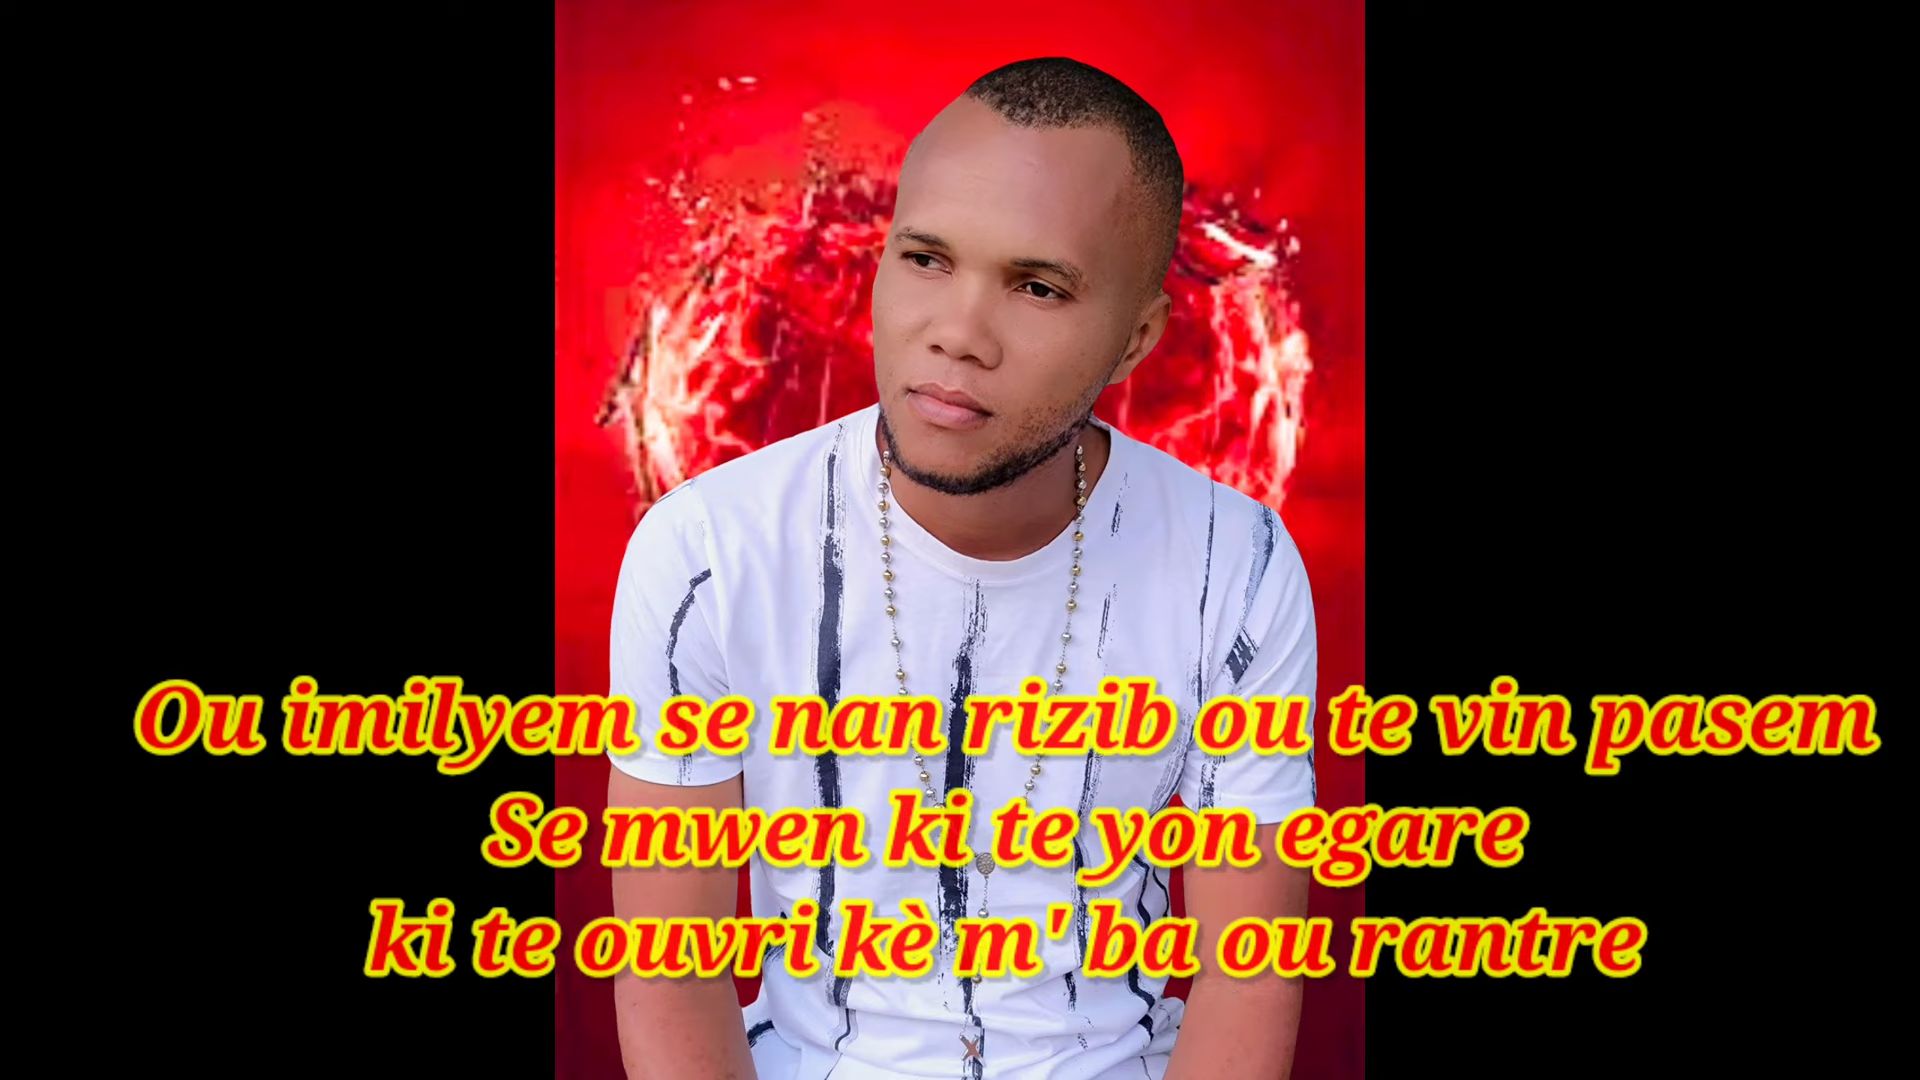 Ou imilyem se nan rizib ou te vin pasem
Se mwen ki te yon egare
ki te ouvri kè m' ba ou rantre